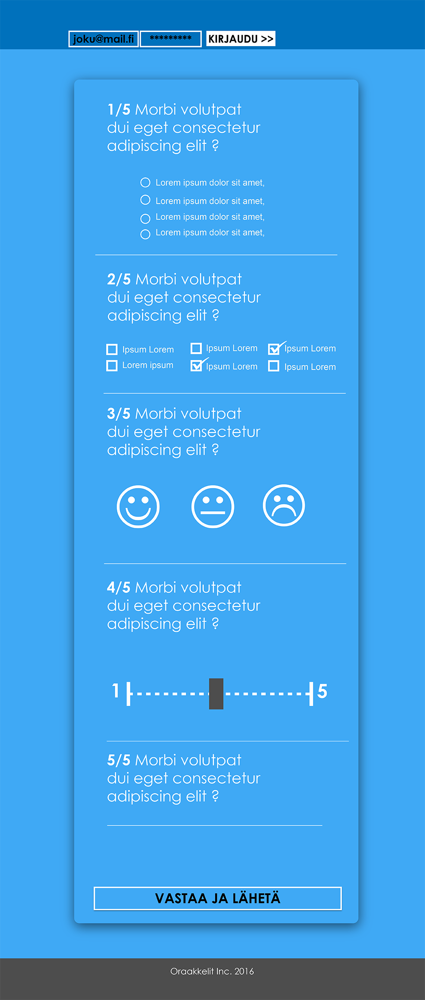 joku@mail.fi ********* KIRJAUDU >>
1/5 Morbi volutpat
dui eget consectetur
adipiscing elit ?
Lorem ipsum dolor sit amet,
Lorem ipsum dolor sit amet,
Lorem ipsum dolor sit amet,
Lorem ipsum dolor sit amet,
2/5 Morbi volutpat
dui eget consectetur
adipiscing elit ?
Ipsum Lorem Ipsum Lorem Ipsum Lorem
Lorem ipsum Ipsum Lorem Ipsum Lorem
3/5 Morbi volutpat
dui eget consectetur
adipiscing elit ?
4/5 Morbi volutpat
dui eget consectetur
adipiscing elit ?
1 5
5/5 Morbi volutpat
dui eget consectetur
adipiscing elit ?
VASTAA JA LÄHETÄ
Oraakkelit Inc. 2016